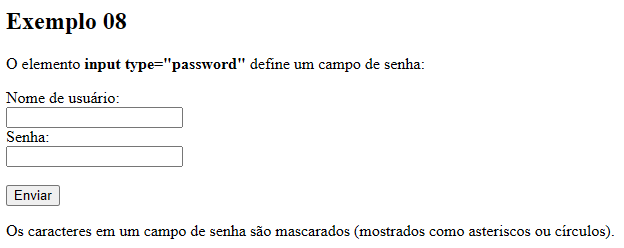 Exemplo 08
O elemento input type="password" define um campo de senha:
Nome de usuário:
Senha:
Enviar
Os caracteres em um campo de senha são mascarados (mostrados como asteriscos ou círculos).